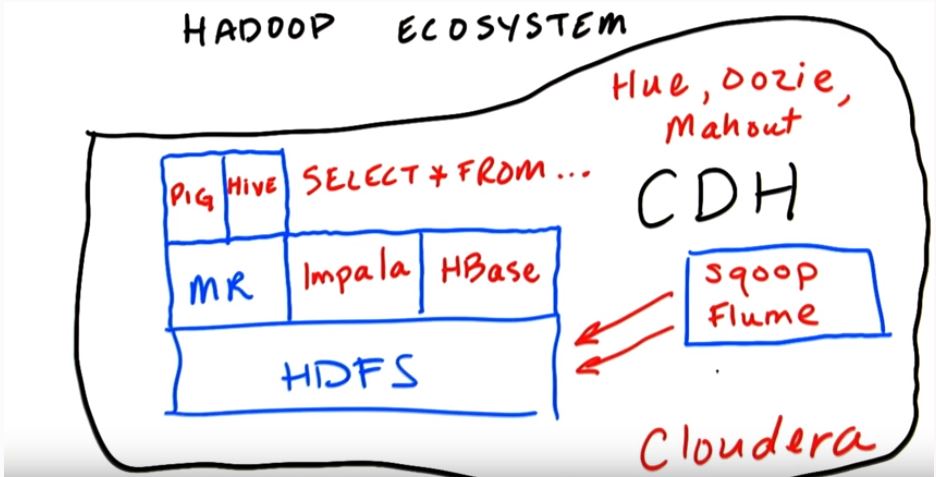 HADOOP ECOSYSTEM
Hue, Oozie,
Mahout
PIG HIVE SELECT * FROM ...
CDH
MR Impala HBase
Sqoop
Flume
HDFS
Cloudera